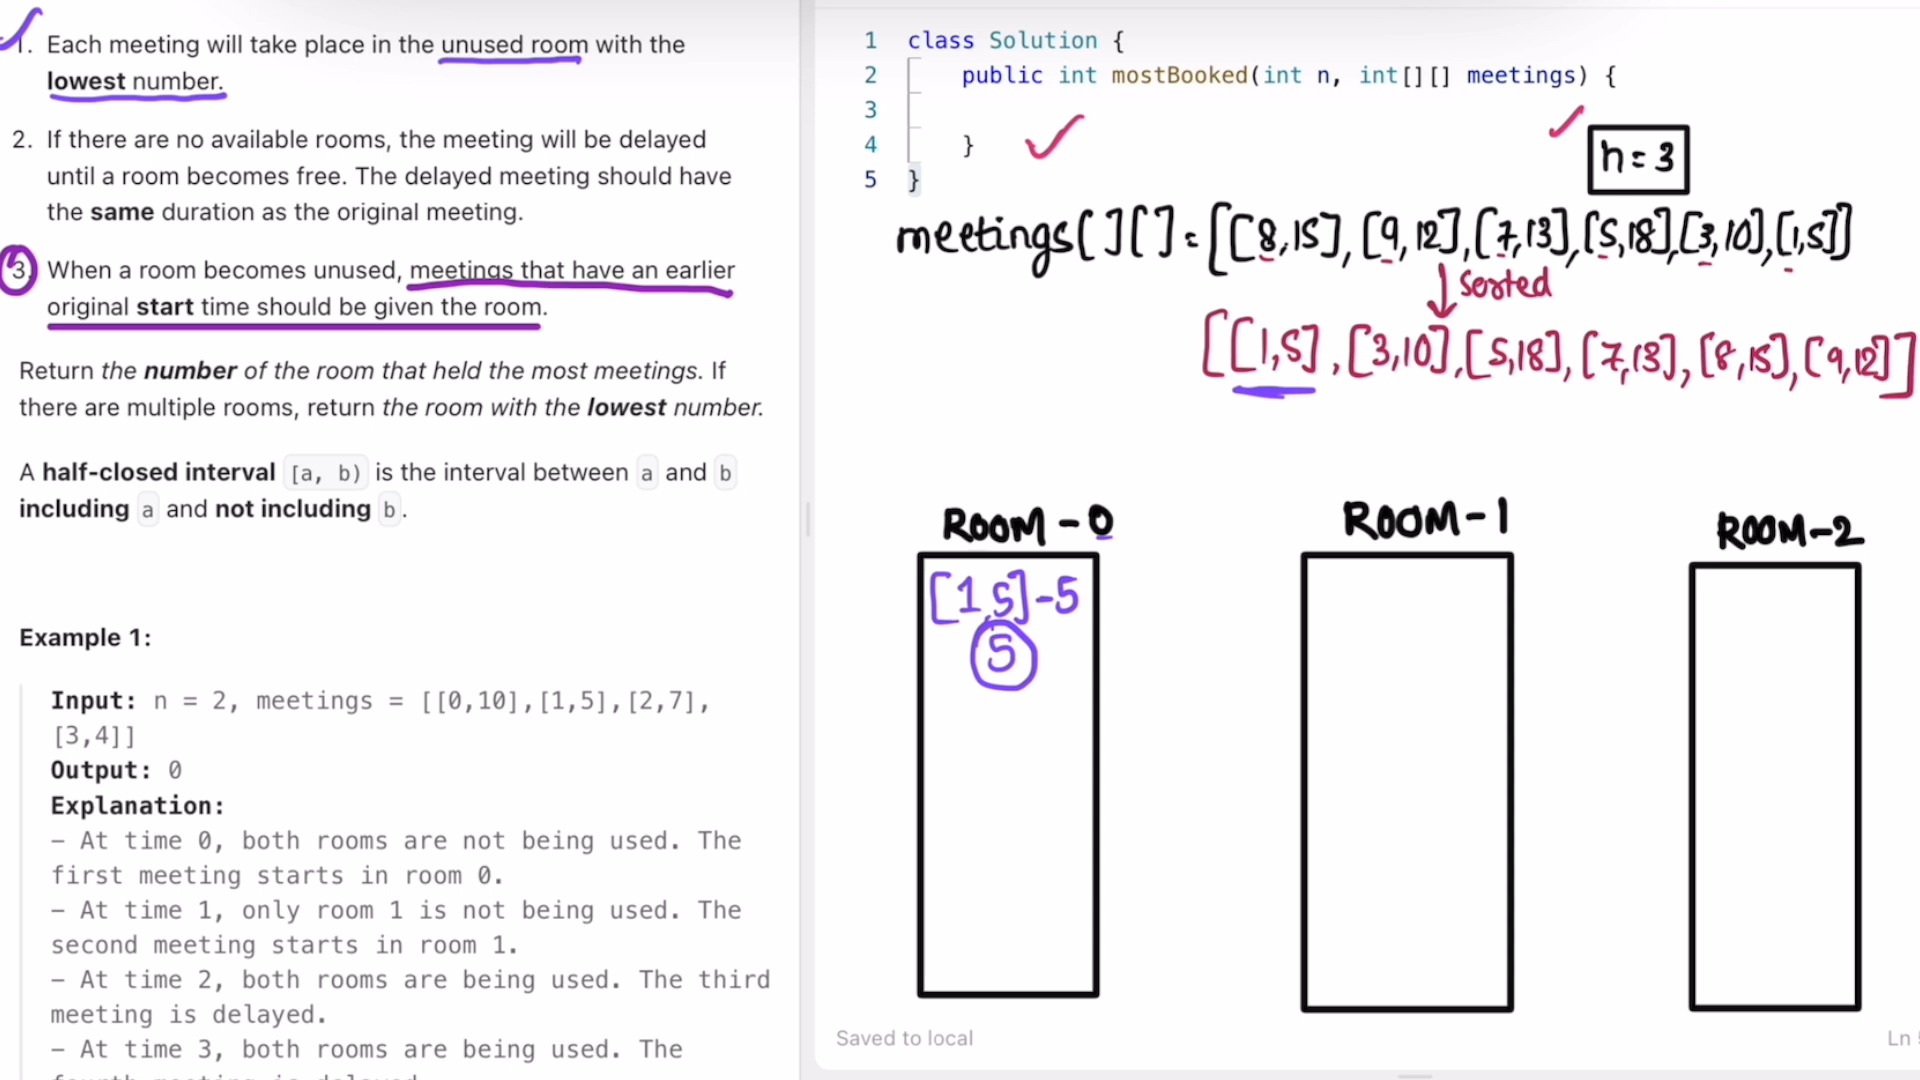 1. Each meeting will take place in the unused room with the
lowest number.
2. If there are no available rooms, the meeting will be delayed
until a room becomes free. The delayed meeting should have
the same duration as the original meeting.
3. When a room becomes unused, meetings that have an earlier
original start time should be given the room.
Return the number of the room that held the most meetings. If
there are multiple rooms, return the room with the lowest number.
A half-closed interval [a, b) is the interval between a and b
including a and not including b.
Example 1:
Input: n = 2, meetings = [[0,10],[1,5],[2,7],
[3,4]]
Output: 0
Explanation:
– At time 0, both rooms are not being used. The
first meeting starts in room 0.
– At time 1, only room 1 is not being used. The
second meeting starts in room 1.
– At time 2, both rooms are being used. The third
meeting is delayed.
– At time 3, both rooms are being used. The
1 class Solution {
2 public int mostBooked(int n, int[][] meetings) {
3
4 }
5 }
n = 3
meetings[][] = [[8,15],[9,12],[7,13],[5,18],[3,10],[1,5]]
sorted
[[1,5],[3,10],[5,18],[7,13],[8,15],[9,12]]
ROOM-0
ROOM-1
ROOM-2
[1,5]-5
5
Saved to local
Ln